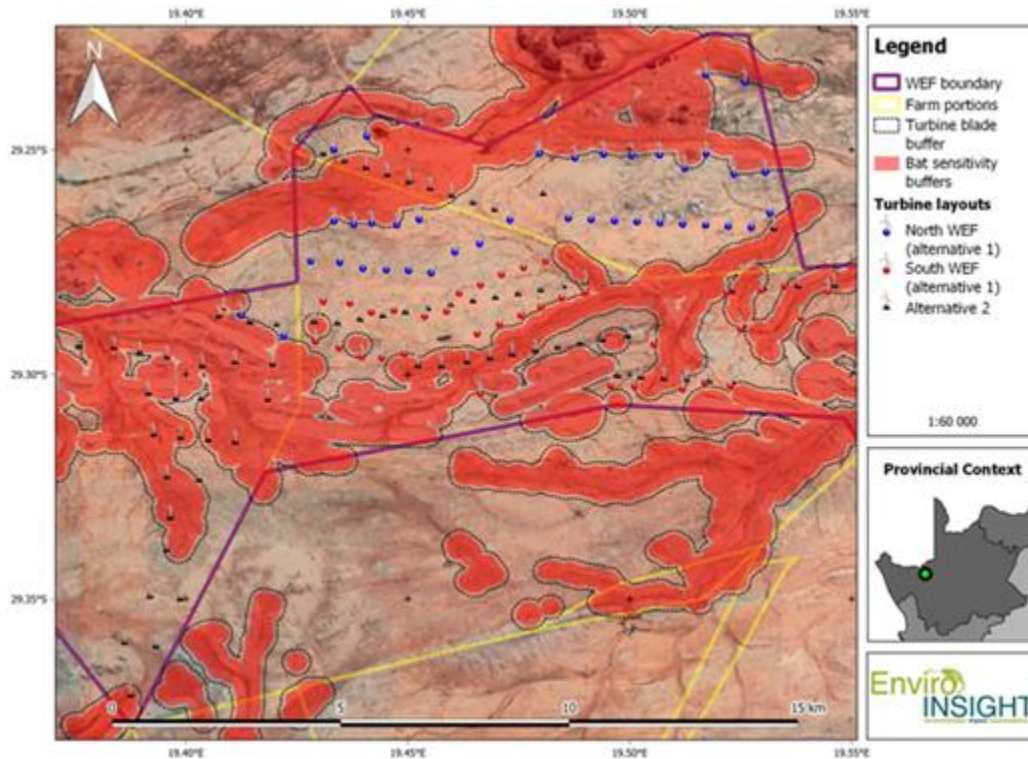 19.40°E 19.45°E 19.50°E 19.55°E
N
29.25°S
29.30°S
29.35°S
0 5 10 15 km
19.40°E 19.45°E 19.50°E 19.55°E
Legend
WEF boundary
Farm portions
Turbine blade
buffer
Bat sensitivity
buffers
Turbine layouts
North WEF
(alternative 1)
South WEF
(alternative 1)
Alternative 2
1:60 000
Provincial Context
Enviro
INSIGHT